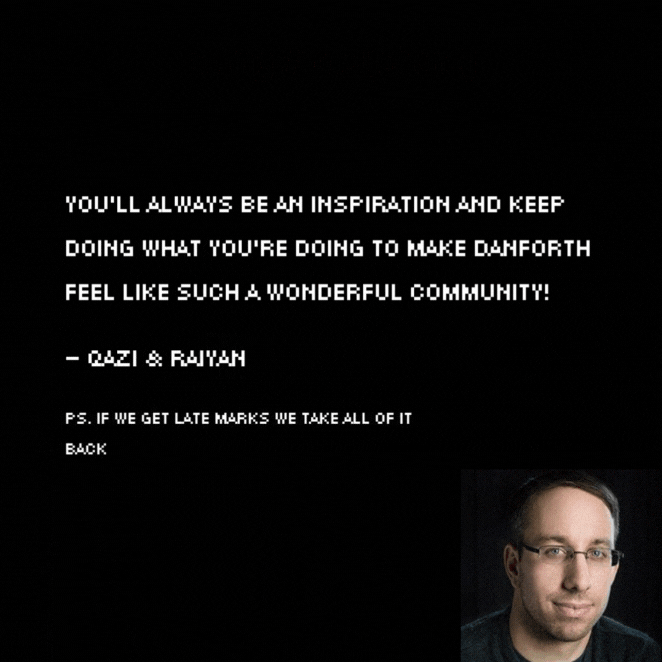 YOU'LL ALWAYS BE AN INSPIRATION AND KEEP
DOING WHAT YOU'RE DOING TO MAKE DANFORTH
FEEL LIKE SUCH A WONDERFUL COMMUNITY!
- QAZI & RAIYAN
PS. IF WE GET LATE MARKS WE TAKE ALL OF IT
BACK